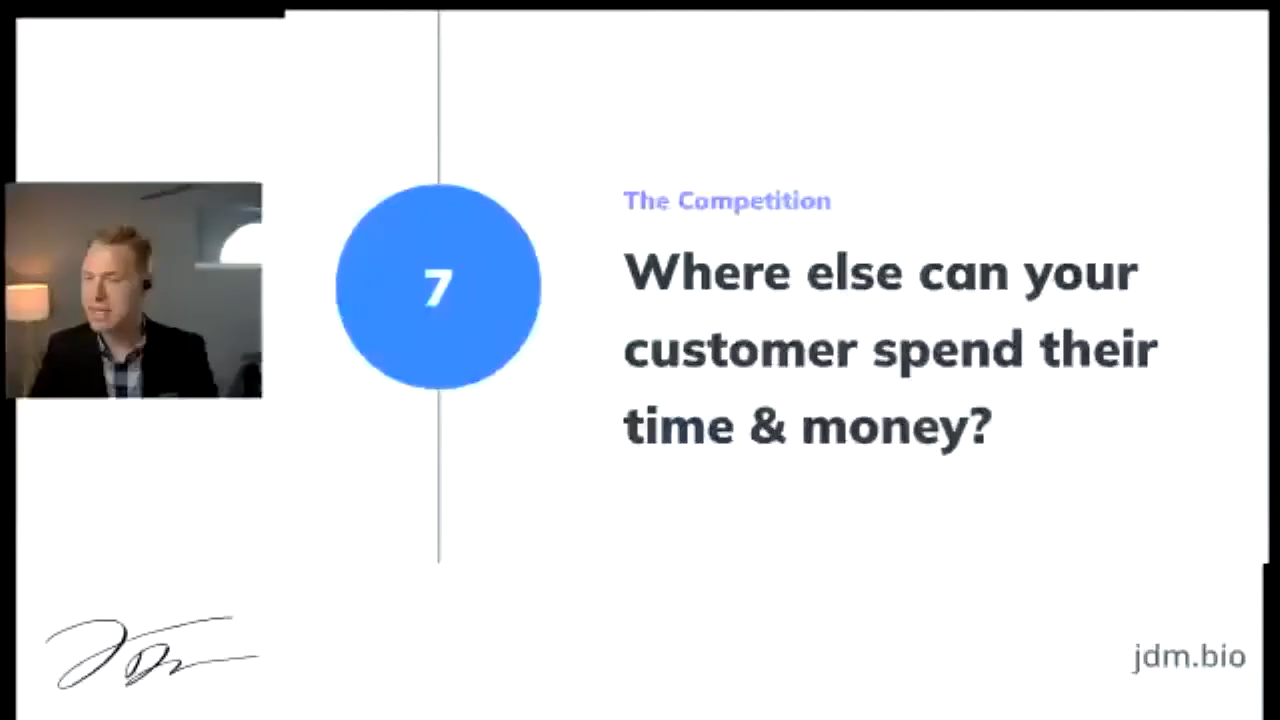 The Competition
7
Where else can your
customer spend their
time & money?
jdm.bio